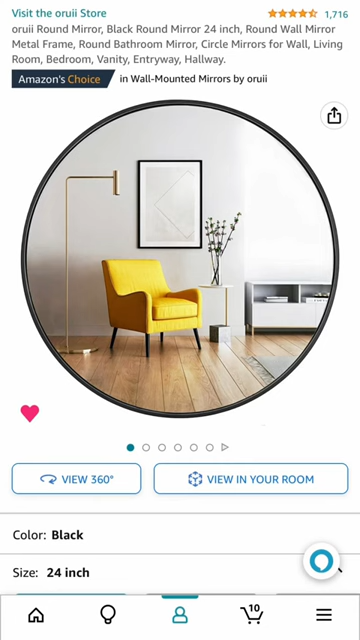 Visit the oruii Store
1,716
oruii Round Mirror, Black Round Mirror 24 inch, Round Wall Mirror
Metal Frame, Round Bathroom Mirror, Circle Mirrors for Wall, Living
Room, Bedroom, Vanity, Entryway, Hallway.
Amazon's Choice in Wall-Mounted Mirrors by oruii
VIEW 360°
VIEW IN YOUR ROOM
Color: Black
Size: 24 inch
10